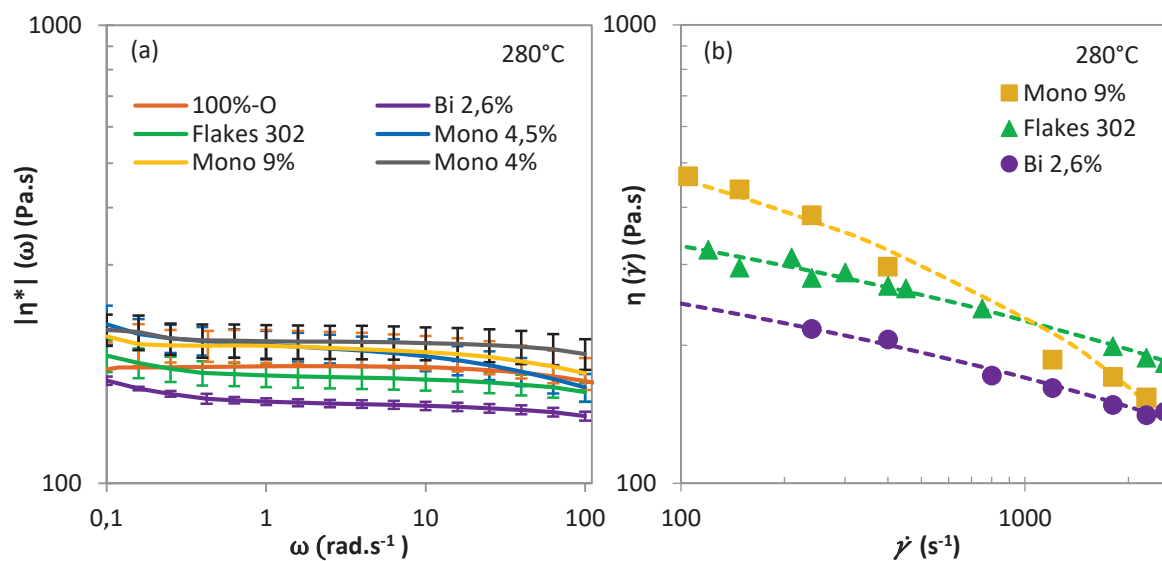 1000
(a)
280°C
100%-O
Bi 2,6%
Flakes 302
Mono 4,5%
Mono 9%
Mono 4%
|η*| (ω) (Pa.s)
100
0,1
1
10
100
ω (rad.s⁻¹ )
1000
(b)
280°C
Mono 9%
Flakes 302
Bi 2,6%
η (γ̇) (Pa.s)
100
100
1000
γ̇ (s⁻¹)